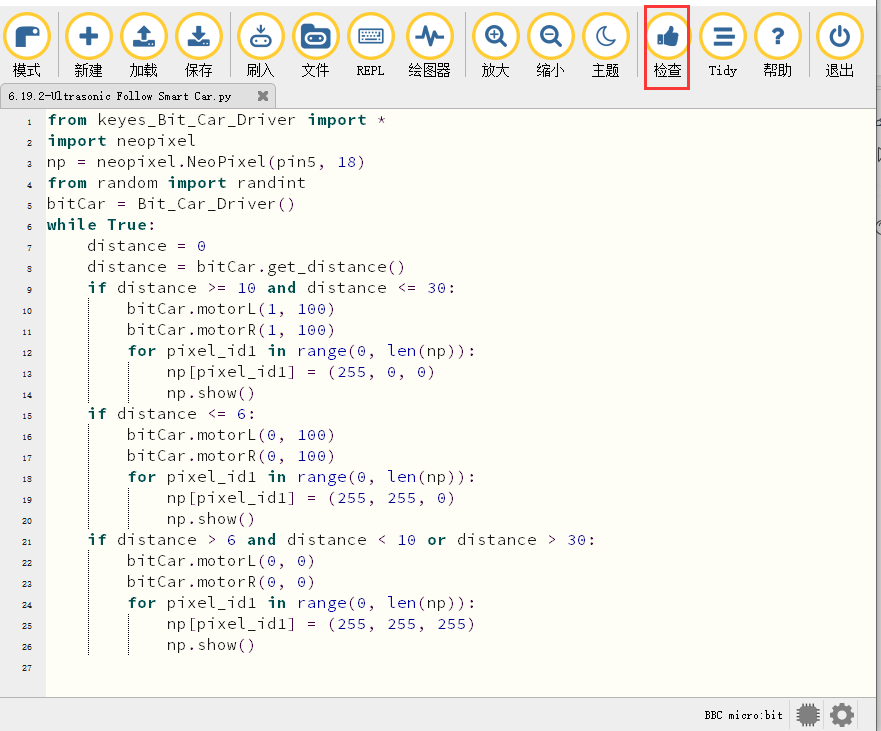 模式 新建 加载 保存 刷入 文件 REPL 绘图器 放大 缩小 主题 检查 Tidy 帮助 退出
6.19.2-Ultrasonic Follow Smart Car.py
1 from keyes_Bit_Car_Driver import *
2 import neopixel
3 np = neopixel.NeoPixel(pin5, 18)
4 from random import randint
5 bitCar = Bit_Car_Driver()
6 while True:
7     distance = 0
8     distance = bitCar.get_distance()
9     if distance >= 10 and distance <= 30:
10         bitCar.motorL(1, 100)
11         bitCar.motorR(1, 100)
12         for pixel_id1 in range(0, len(np)):
13             np[pixel_id1] = (255, 0, 0)
14             np.show()
15     if distance <= 6:
16         bitCar.motorL(0, 100)
17         bitCar.motorR(0, 100)
18         for pixel_id1 in range(0, len(np)):
19             np[pixel_id1] = (255, 255, 0)
20             np.show()
21     if distance > 6 and distance < 10 or distance > 30:
22         bitCar.motorL(0, 0)
23         bitCar.motorR(0, 0)
24         for pixel_id1 in range(0, len(np)):
25             np[pixel_id1] = (255, 255, 255)
26             np.show()
27
BBC micro:bit